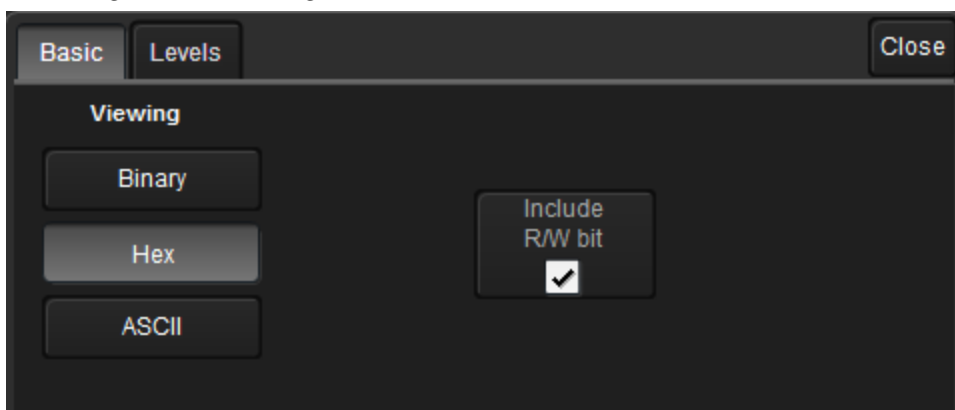 Basic
Levels
Close
Viewing
Binary
Hex
ASCII
Include
R/W bit